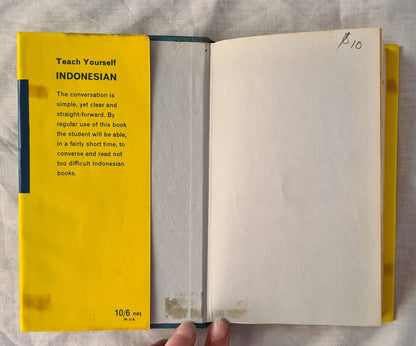 Teach Yourself
INDONESIAN
The conversation is
simple, yet clear and
straight-forward. By
regular use of this book
the student will be able,
in a fairly short time, to
converse and read not
too difficult Indonesian
books.
10/6 net
IN U.K.
$10